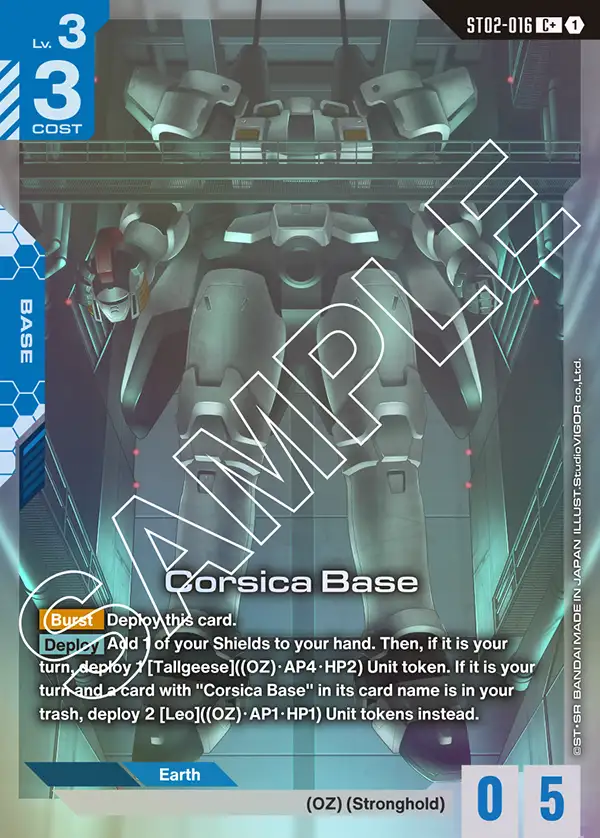 ST02-016 C+ 1
Lv. 3
3
COST
BASE
SAMPLE
Corsica Base
Burst Deploy this card.
Deploy Add 1 of your Shields to your hand. Then, if it is your
turn, deploy 1 [Tallgeese]((OZ)·AP4·HP2) Unit token. If it is your
turn and a card with "Corsica Base" in its card name is in your
trash, deploy 2 [Leo]((OZ)·AP1·HP1) Unit tokens instead.
Earth
(OZ) (Stronghold)
0 5
©ST·SR BANDAI MADE IN JAPAN ILLUST.StudioVIGOR co.,Ltd.